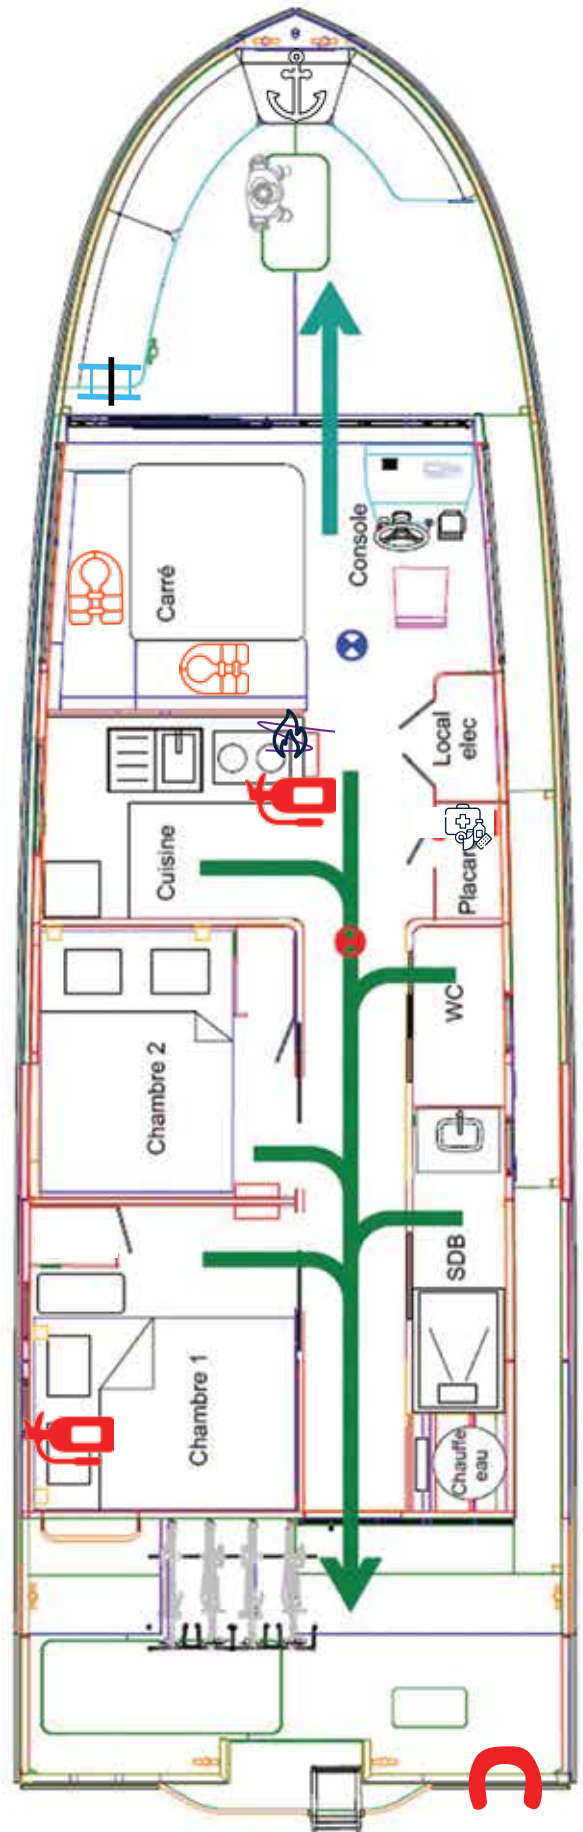 Carré
Console
Local
elec
Cuisine
Placar
WC
Chambre 2
SDB
Chambre 1
Chauffe
eau